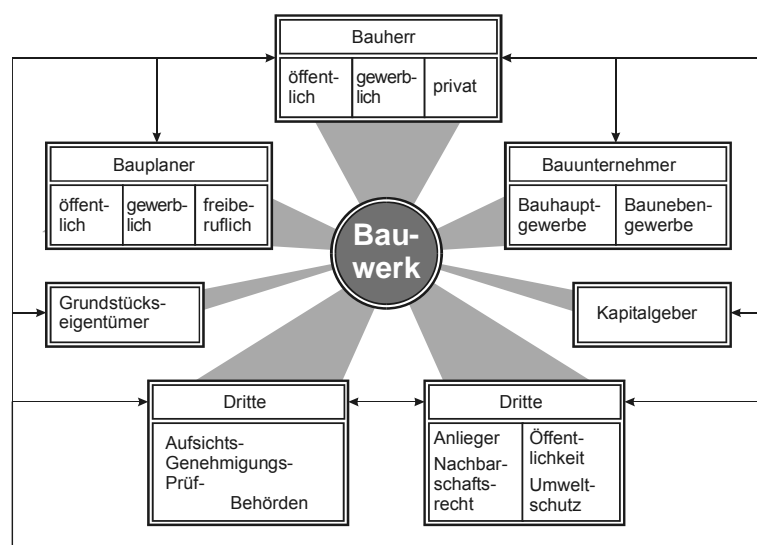 Bauherr
öffent-
lich
gewerb-
lich
privat
Bauplaner
öffent-
lich
gewerb-
lich
freibe-
ruflich
Bauunternehmer
Bauhaupt-
gewerbe
Bauneben-
gewerbe
Bau-
werk
Grundstücks-
eigentümer
Kapitalgeber
Dritte
Aufsichts-
Genehmigungs-
Prüf-
Behörden
Dritte
Anlieger
Nachbar-
schafts-
recht
Öffent-
lichkeit
Umwelt-
schutz